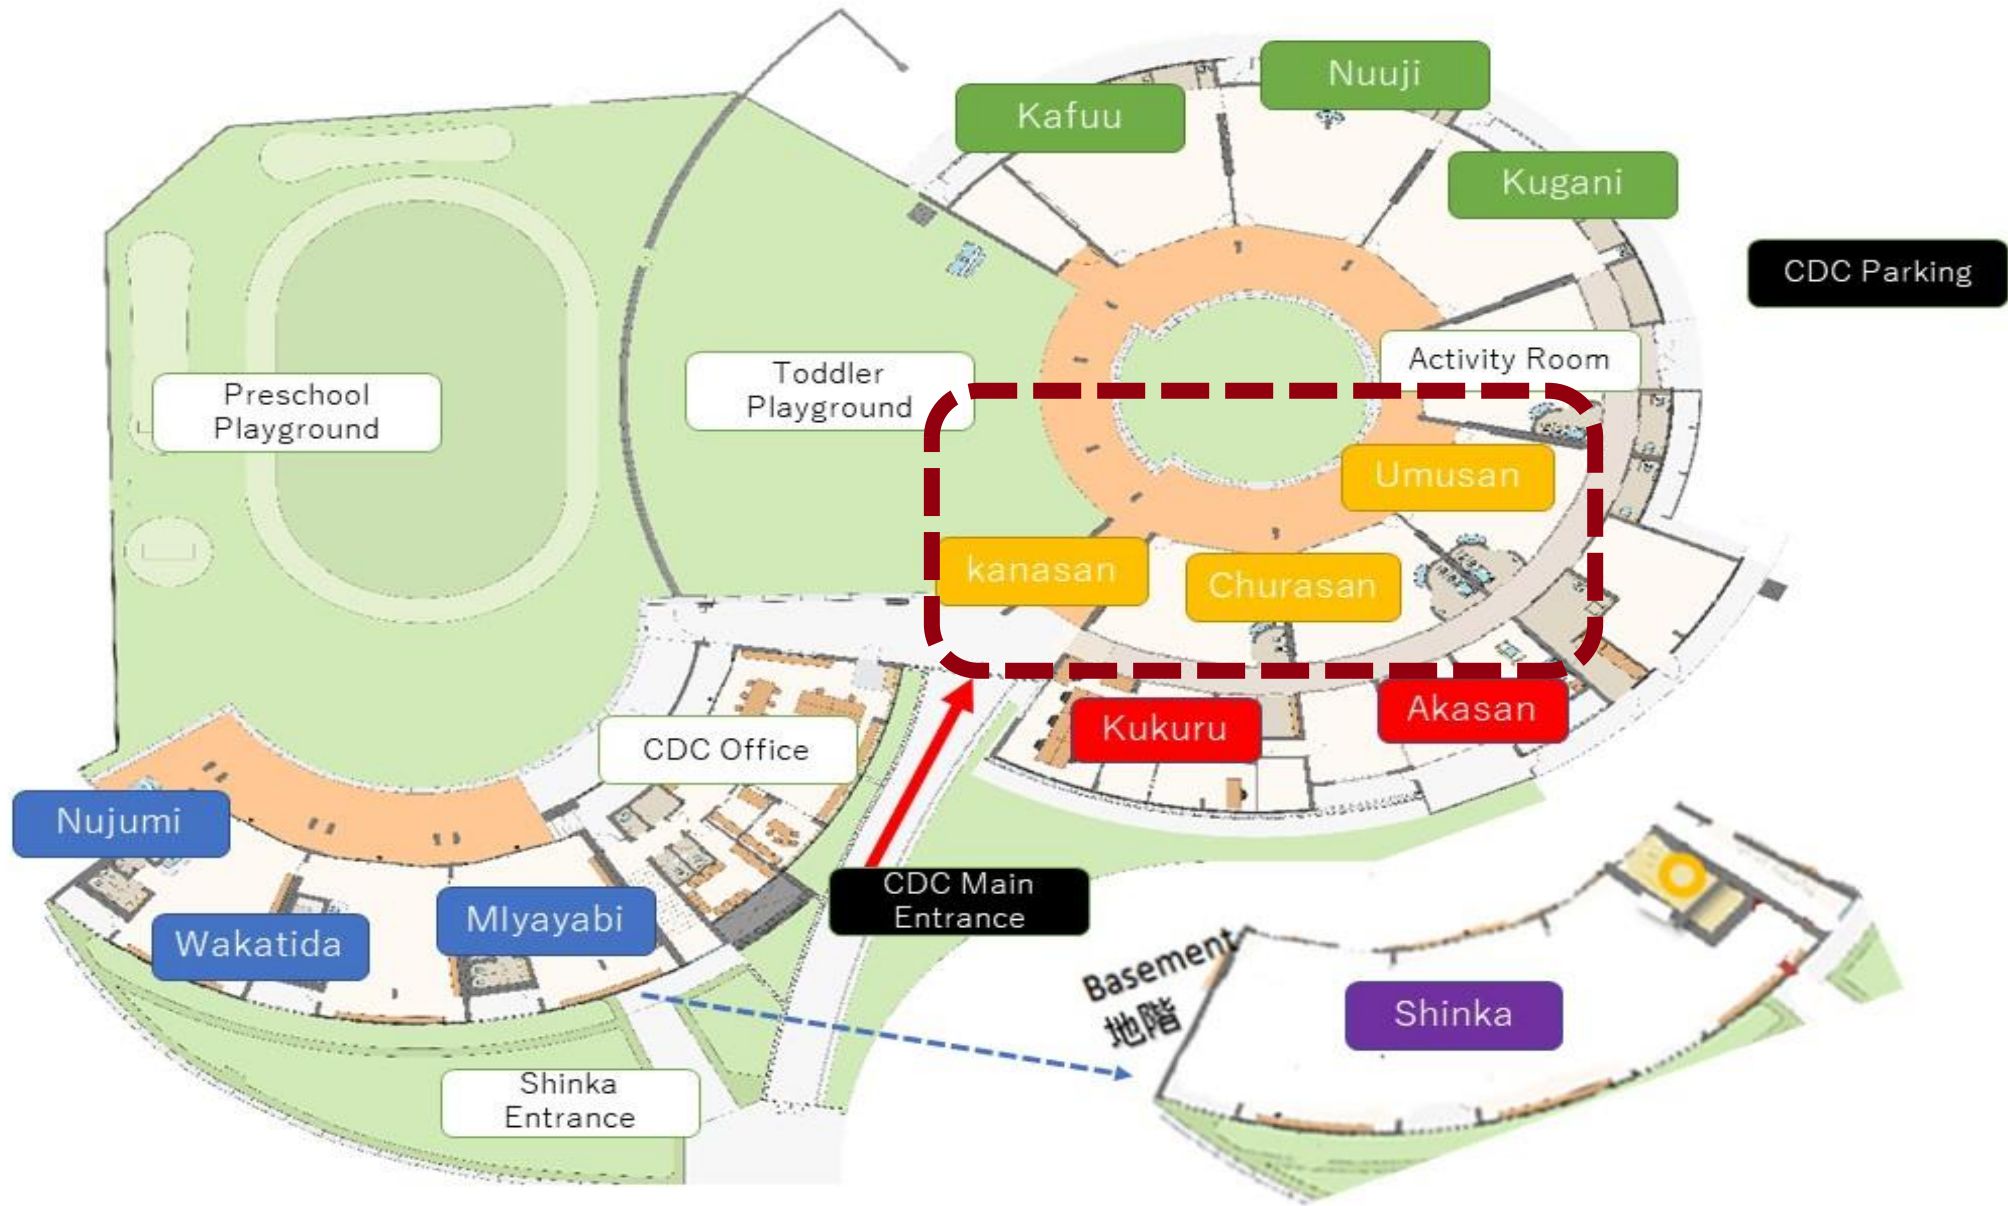 Nuuji
Kafuu
Kugani
CDC Parking
Activity Room
Toddler
Playground
Preschool
Playground
Umusan
kanasan
Churasan
Akasan
Kukuru
CDC Office
Nujumi
CDC Main
Entrance
MIyayabi
Wakatida
Basement
地階
Shinka
Shinka
Entrance